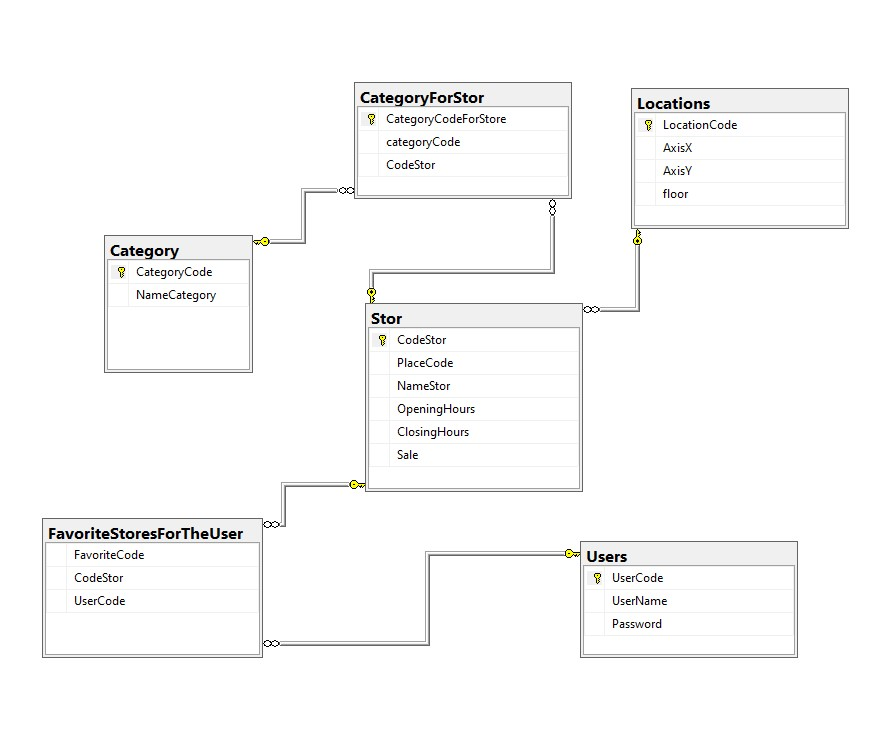 CategoryForStor
CategoryCodeForStore
categoryCode
CodeStor
Locations
LocationCode
AxisX
AxisY
floor
Category
CategoryCode
NameCategory
Stor
CodeStor
PlaceCode
NameStor
OpeningHours
ClosingHours
Sale
FavoriteStoresForTheUser
FavoriteCode
CodeStor
UserCode
Users
UserCode
UserName
Password